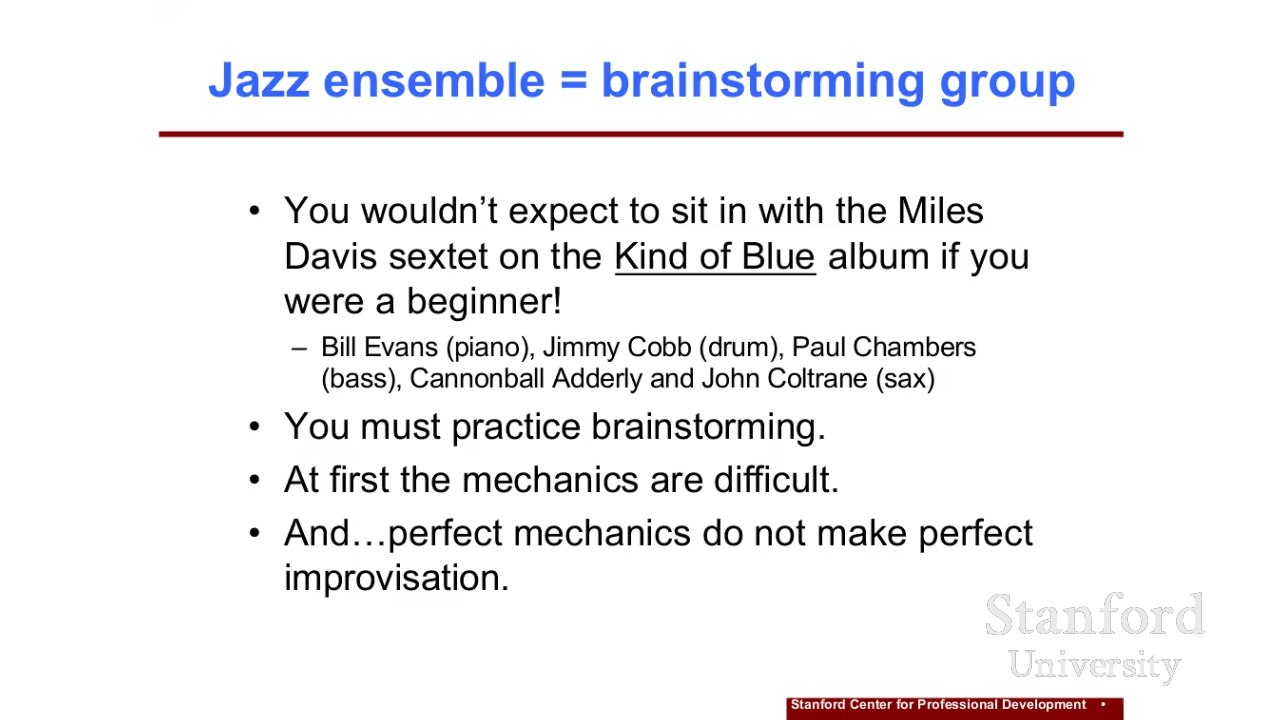 Jazz ensemble = brainstorming group
• You wouldn’t expect to sit in with the Miles
Davis sextet on the Kind of Blue album if you
were a beginner!
– Bill Evans (piano), Jimmy Cobb (drum), Paul Chambers
(bass), Cannonball Adderly and John Coltrane (sax)
• You must practice brainstorming.
• At first the mechanics are difficult.
• And…perfect mechanics do not make perfect
improvisation.
Stanford
University
Stanford Center for Professional Development •